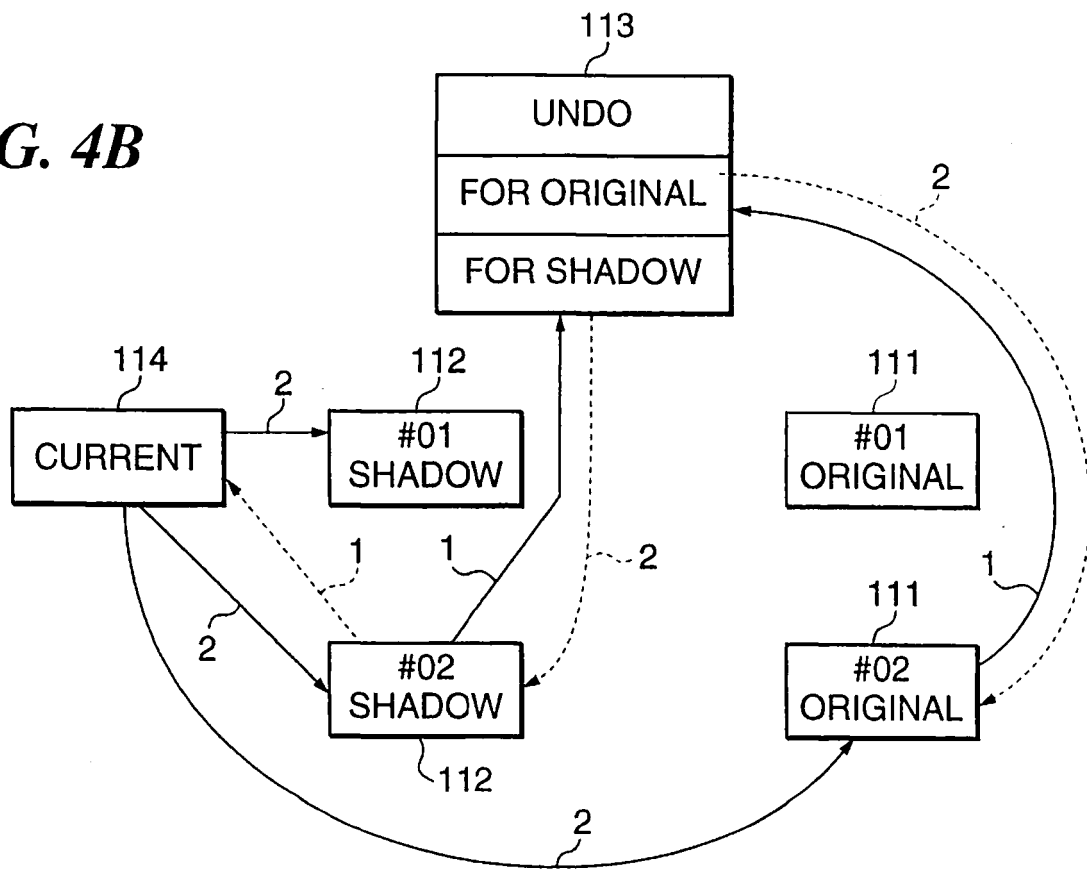 113
G. 4B
UNDO
FOR ORIGINAL
FOR SHADOW
2
114
112
111
2
CURRENT
#01
SHADOW
#01
ORIGINAL
1
1
2
1
2
111
#02
SHADOW
#02
ORIGINAL
112
2